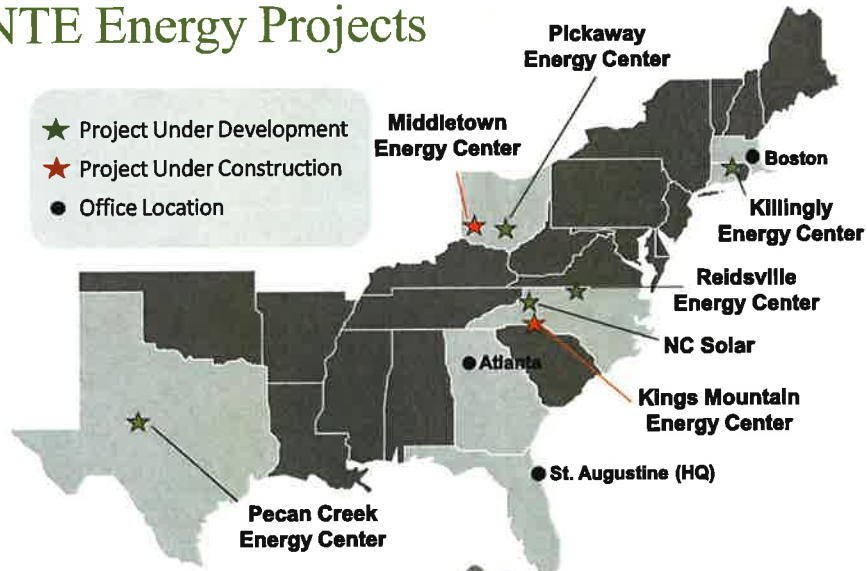 NTE Energy Projects
Project Under Development
Project Under Construction
Office Location
Pickaway
Energy Center
Middletown
Energy Center
Boston
Killingly
Energy Center
Reidsville
Energy Center
NC Solar
Atlanta
Kings Mountain
Energy Center
St. Augustine (HQ)
Pecan Creek
Energy Center